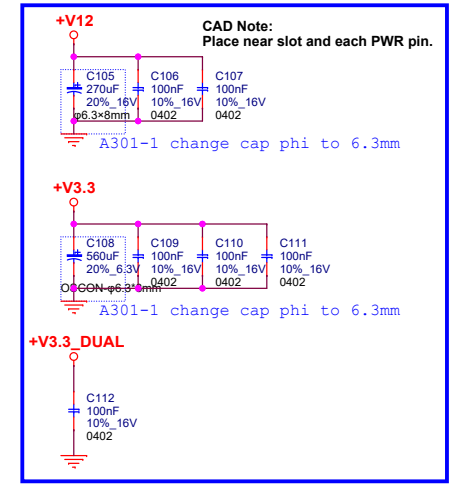 +V12
CAD Note:
Place near slot and each PWR pin.
C105
270uF
20%_16V
φ6.3×8mm
C106
100nF
10%_16V
0402
C107
100nF
10%_16V
0402
A301-1 change cap phi to 6.3mm
+V3.3
C108
560uF
20%_6.3V
C109
100nF
10%_16V
0402
C110
100nF
10%_16V
0402
C111
100nF
10%_16V
0402
A301-1 change cap phi to 6.3mm
+V3.3_DUAL
C112
100nF
10%_16V
0402